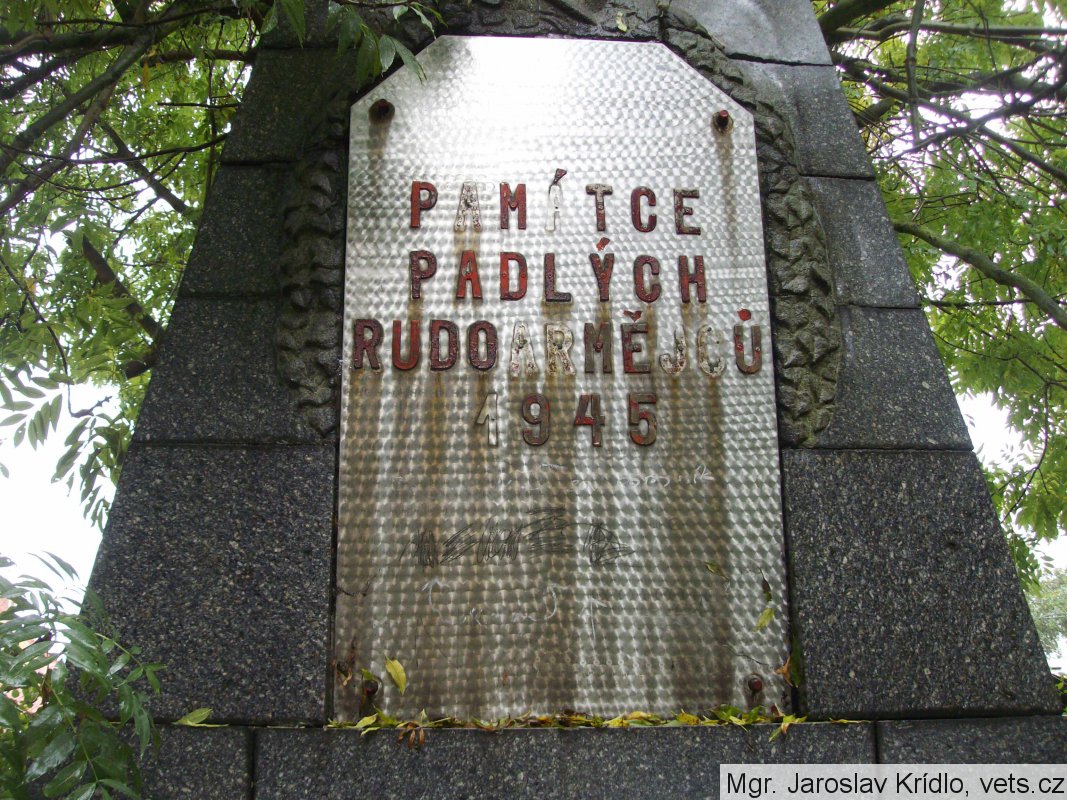 PAMÁTCE
PADLÝCH
RUDOARMĚJCŮ
1945
Mgr. Jaroslav Krídlo, vets.cz